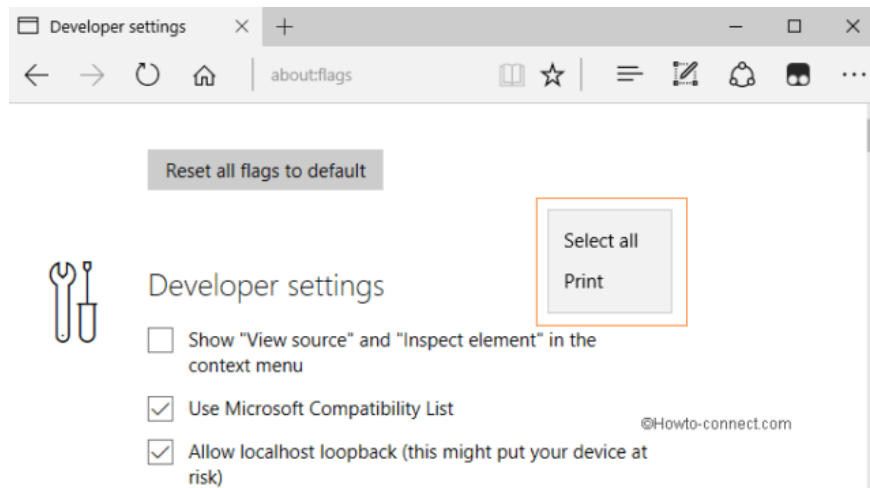 Developer settings
about:flags
Reset all flags to default
Select all
Print
Developer settings
Show "View source" and "Inspect element" in the
context menu
Use Microsoft Compatibility List
©Howto-connect.com
Allow localhost loopback (this might put your device at
risk)